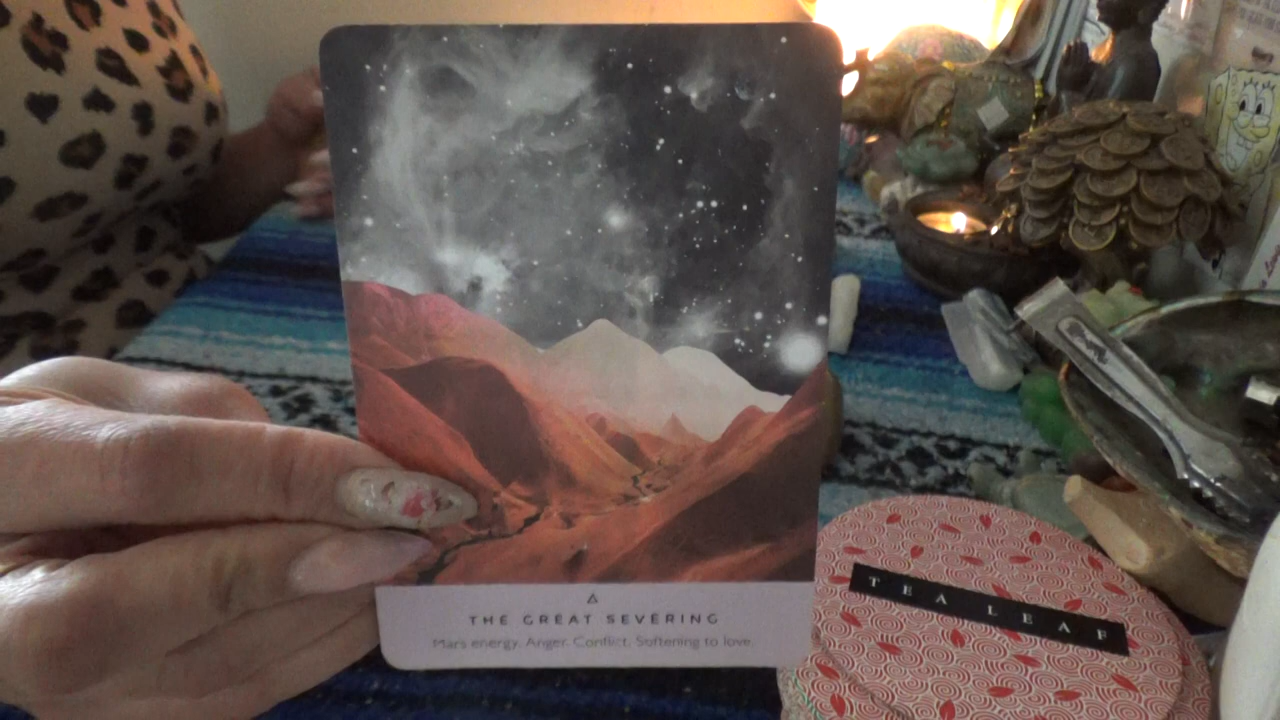 THE GREAT SEVERING
Mars energy. Anger. Conflict. Softening to love.
TEA LEAF